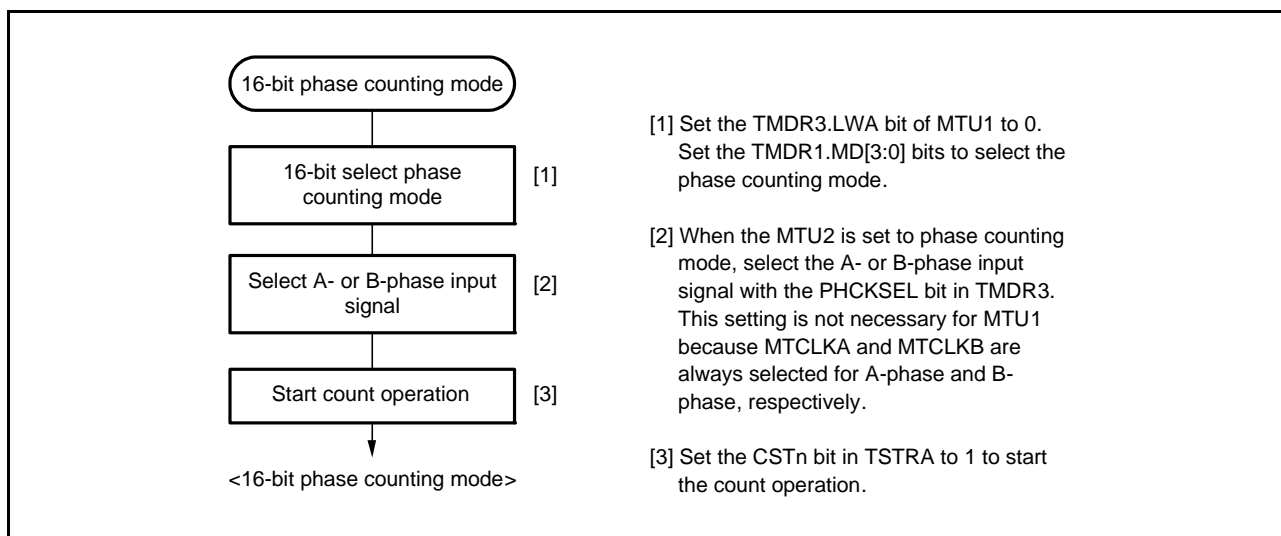 16-bit phase counting mode
16-bit select phase
counting mode
[1]
Select A- or B-phase input
signal
[2]
Start count operation
[3]
<16-bit phase counting mode>
[1] Set the TMDR3.LWA bit of MTU1 to 0.
Set the TMDR1.MD[3:0] bits to select the
phase counting mode.
[2] When the MTU2 is set to phase counting
mode, select the A- or B-phase input
signal with the PHCKSEL bit in TMDR3.
This setting is not necessary for MTU1
because MTCLKA and MTCLKB are
always selected for A-phase and B-
phase, respectively.
[3] Set the CSTn bit in TSTRA to 1 to start
the count operation.